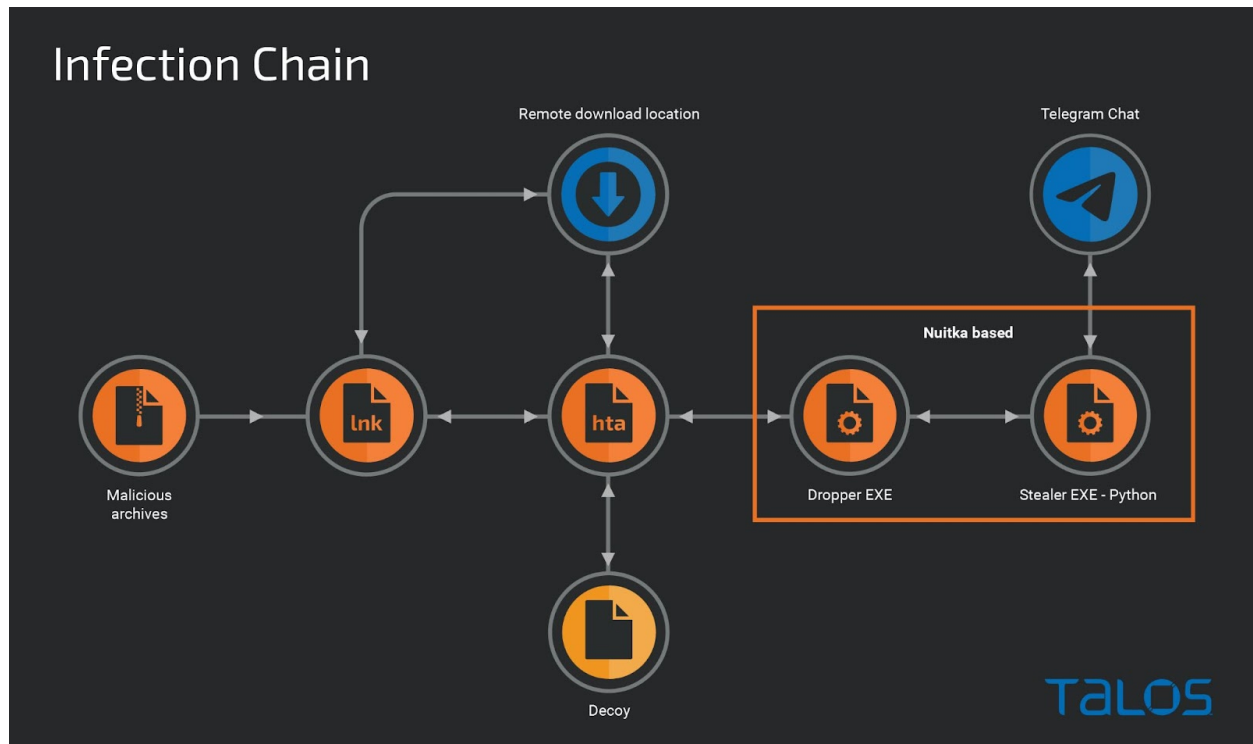 Infection Chain
Remote download location
Telegram Chat
Nuitka based
lnk
hta
Malicious
archives
Dropper EXE
Stealer EXE - Python
Decoy
TALOS